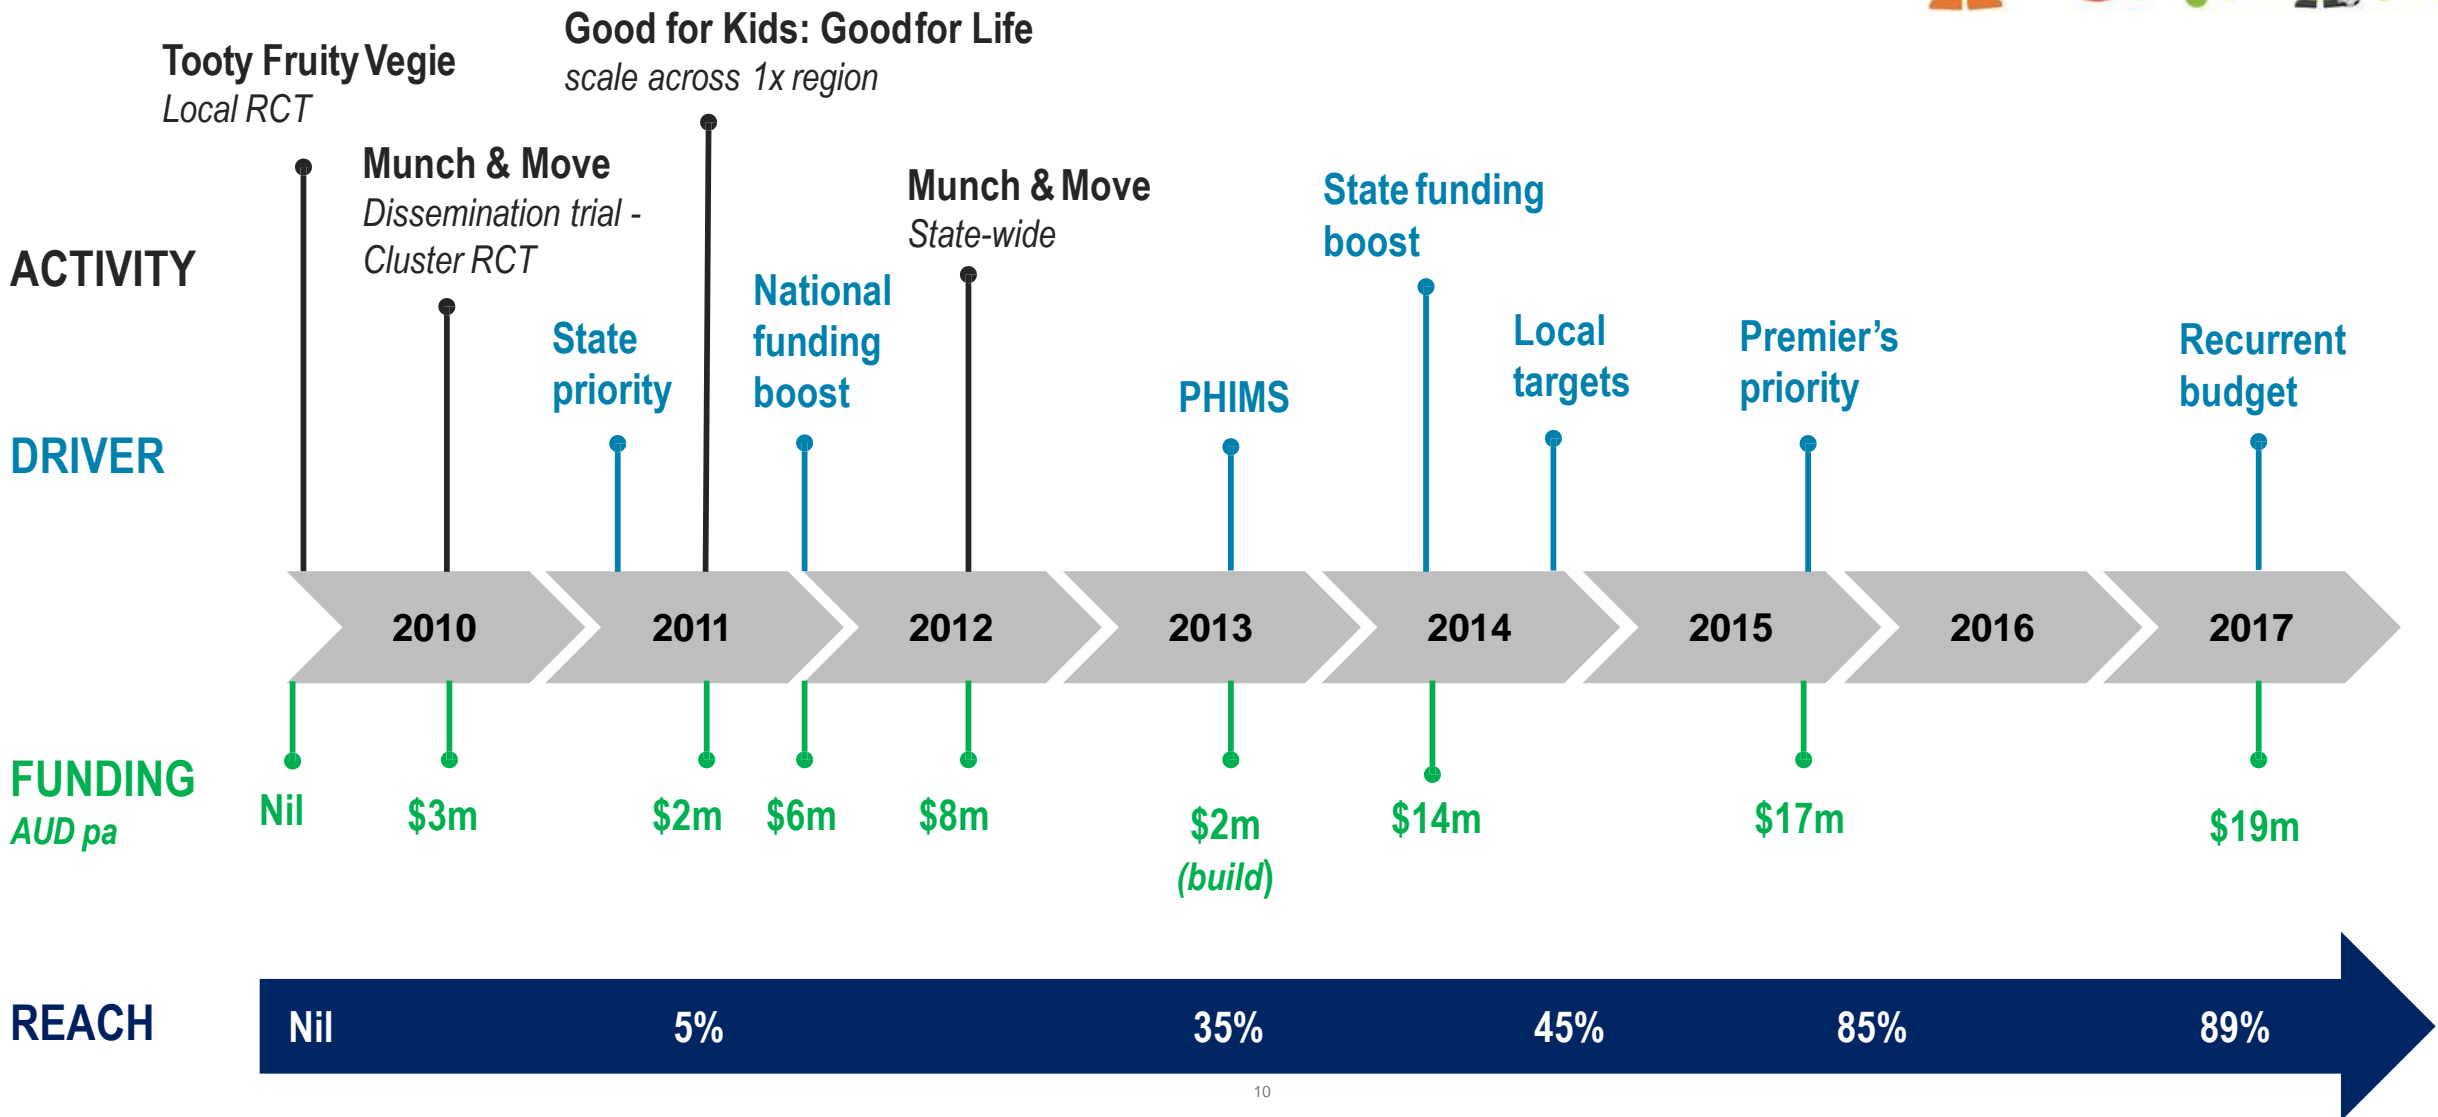 Good for Kids: Goodfor Life
scale across 1x region
Tooty Fruity Vegie
Local RCT
Munch & Move
Dissemination trial -
Cluster RCT
Munch & Move
State-wide
State funding
boost
ACTIVITY
National
funding
boost
State
priority
Local
targets
Premier's
priority
Recurrent
budget
PHIMS
DRIVER
2010
2011
2012
2013
2014
2015
2016
2017
FUNDING
AUD pa
Nil
$3m
$2m
$6m
$8m
$2m
(build)
$14m
$17m
$19m
REACH
Nil
5%
35%
45%
85%
89%
10